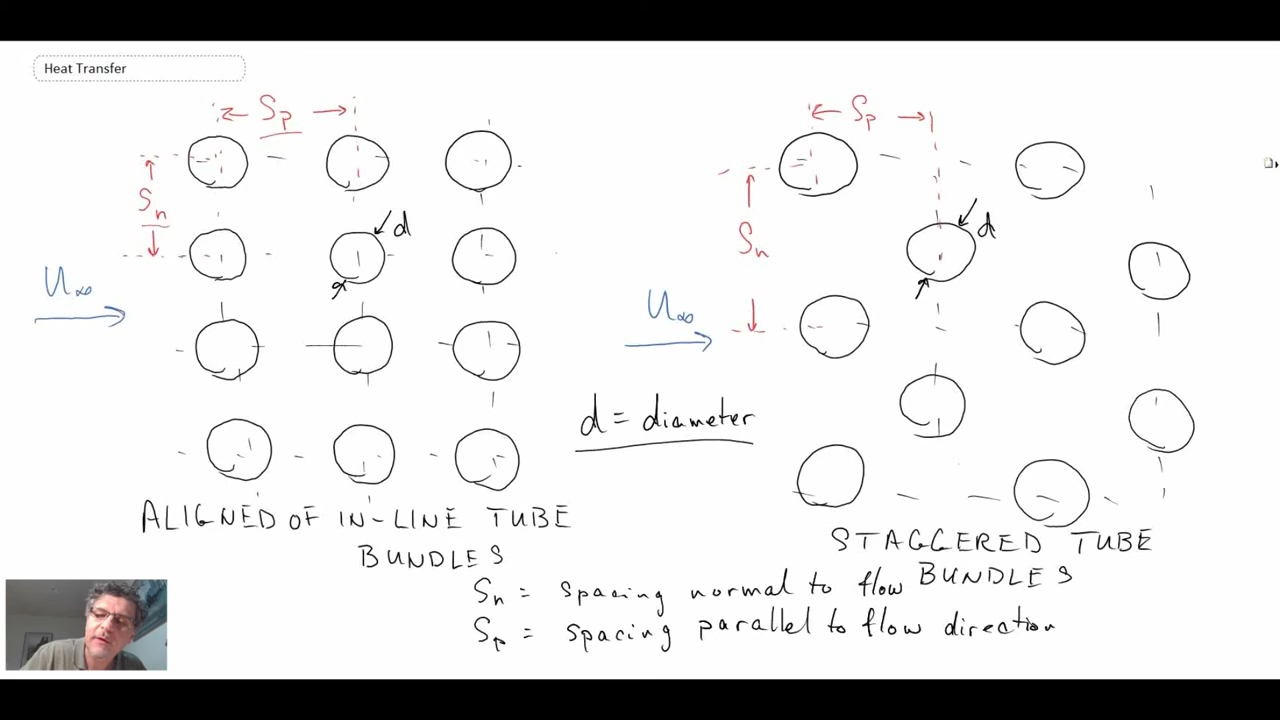 Heat Transfer
Sp
Sn
d
U∞
ALIGNED OF IN-LINE TUBE
BUNDLES
Sp
Sn
d
U∞
d = diameter
STAGGERED TUBE
BUNDLES
Sn = spacing normal to flow
Sp = spacing parallel to flow direction